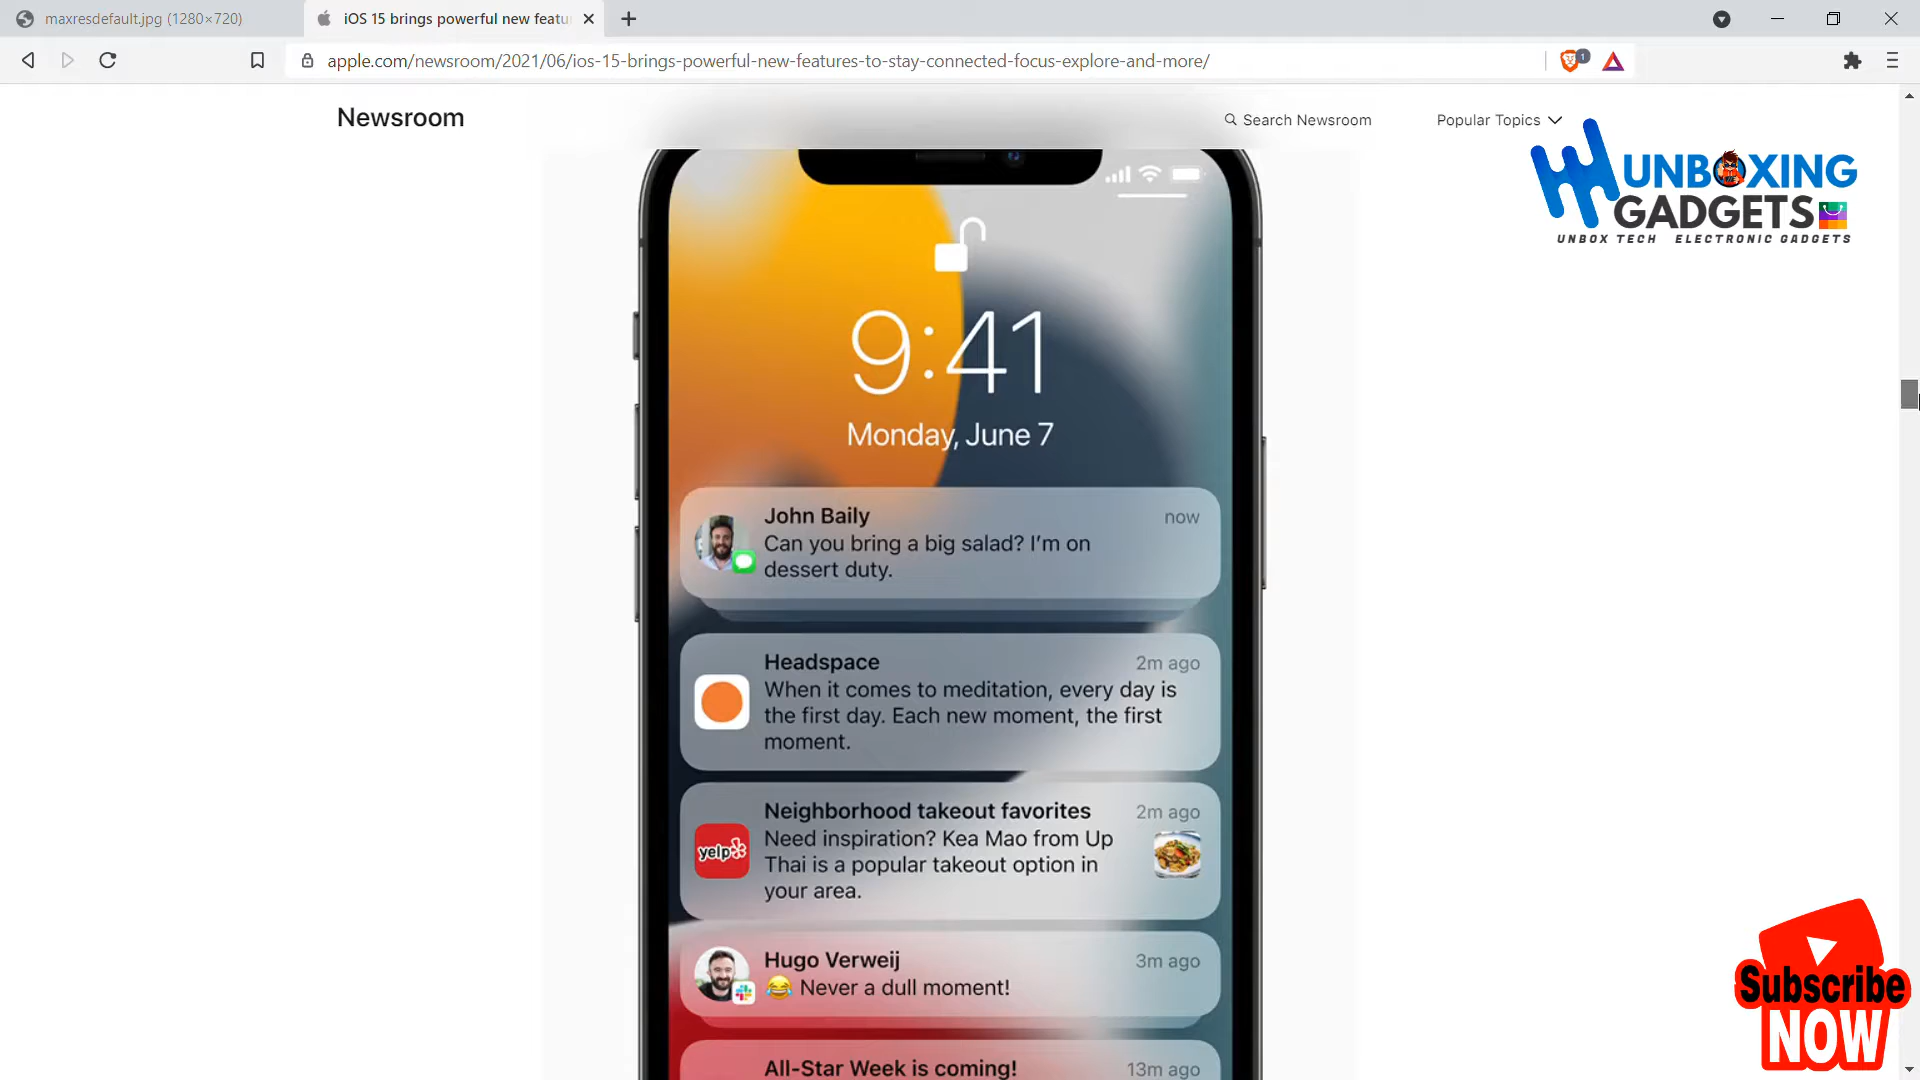 maxresdefault.jpg (1280×720)
iOS 15 brings powerful new featu
apple.com/newsroom/2021/06/ios-15-brings-powerful-new-features-to-stay-connected-focus-explore-and-more/
1
Newsroom
Search Newsroom
Popular Topics
UNBOXING
GADGETS
UNBOX TECH ELECTRONIC GADGETS
9:41
Monday, June 7
John Baily
now
Can you bring a big salad? I'm on
dessert duty.
Headspace
2m ago
When it comes to meditation, every day is
the first day. Each new moment, the first
moment.
Neighborhood takeout favorites
2m ago
yelp
Need inspiration? Kea Mao from Up
Thai is a popular takeout option in
your area.
Hugo Verweij
3m ago
😂 Never a dull moment!
All-Star Week is coming!
13m ago
Subscribe
NOW